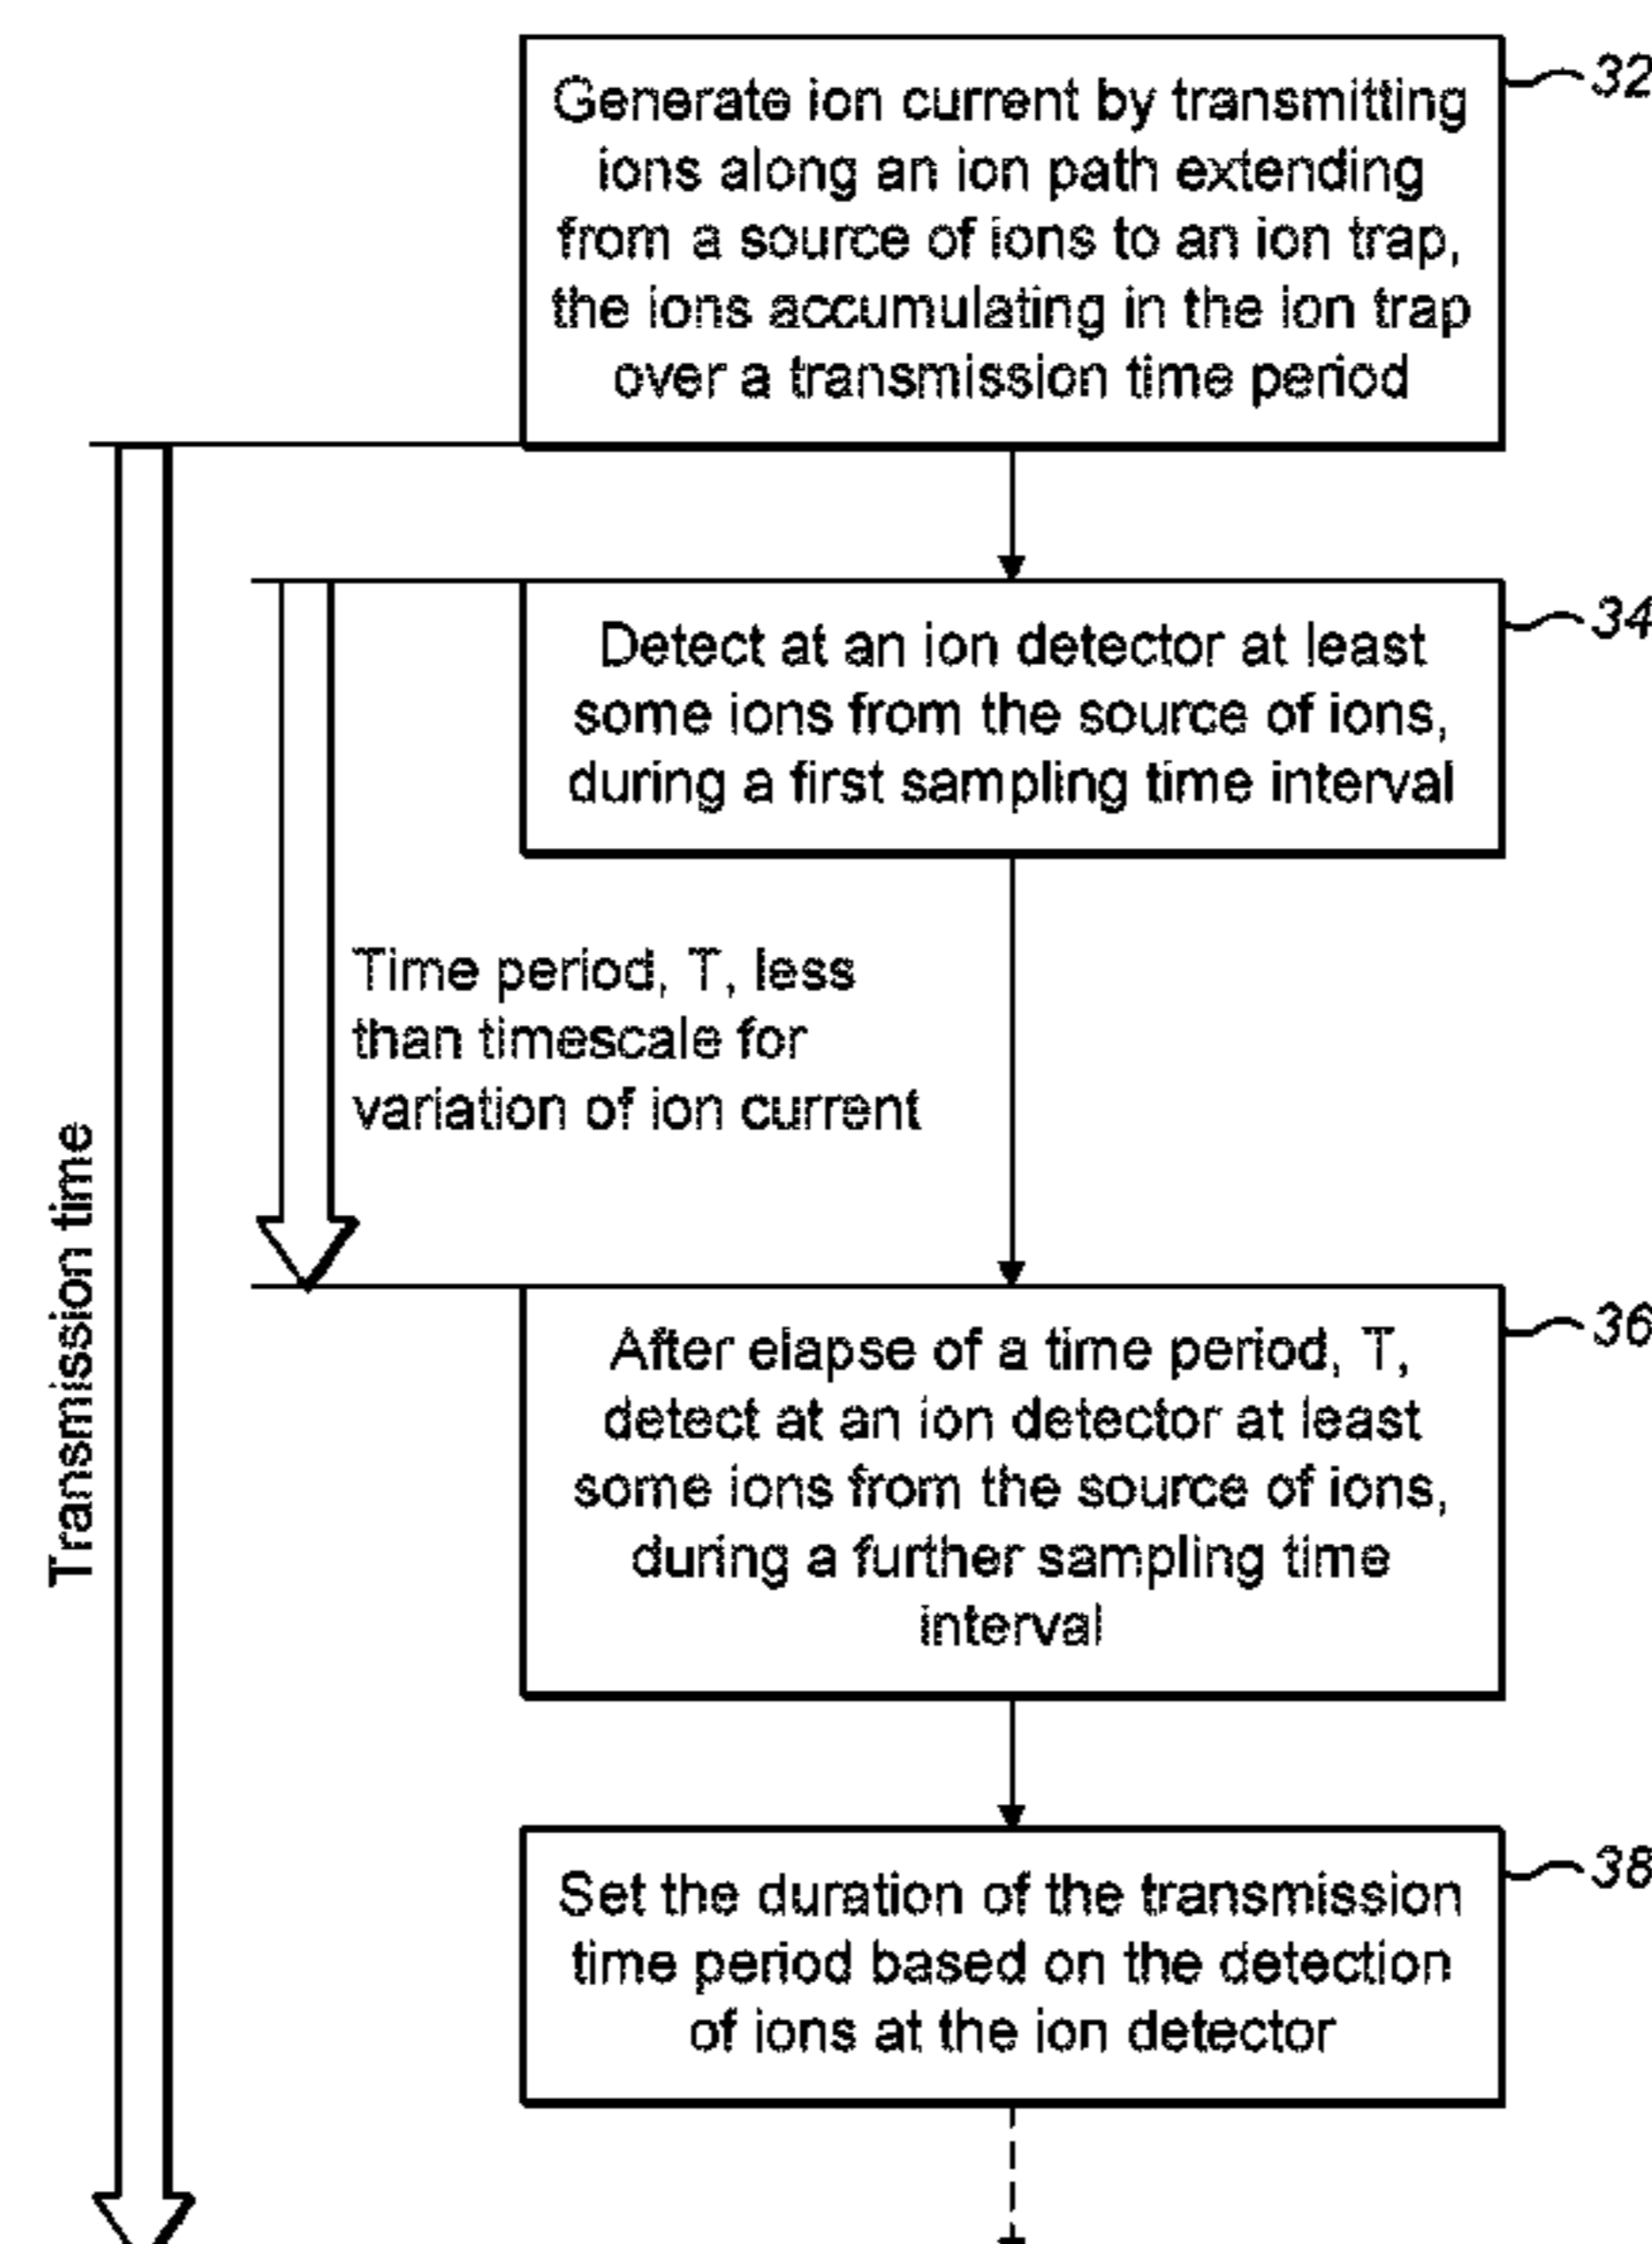 Generate ion current by transmitting
ions along an ion path extending
from a source of ions to an ion trap,
the ions accumulating in the ion trap
over a transmission time period
32
Detect at an ion detector at least
some ions from the source of ions,
during a first sampling time interval
34
Time period, T, less
than timescale for
variation of ion current
Transmission time
After elapse of a time period, T,
detect at an ion detector at least
some ions from the source of ions,
during a further sampling time
interval
36
Set the duration of the transmission
time period based on the detection
of ions at the ion detector
38